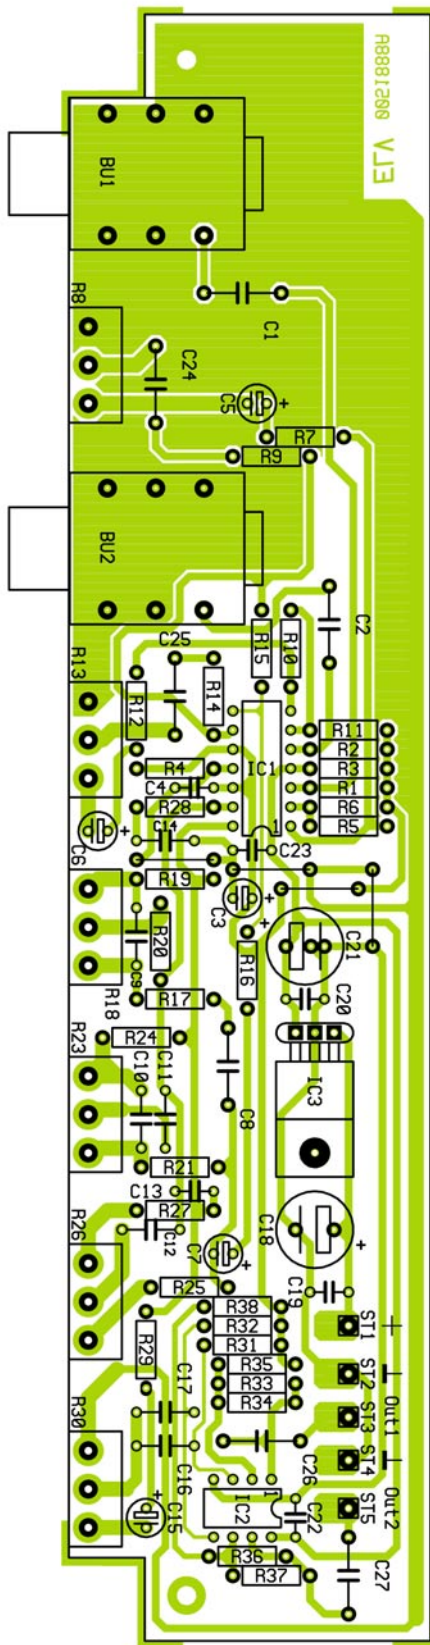 ELV 0051888A
BU1
R8
C1
C24
C5
+
R7
R9
BU2
C2
R15
R10
C25
R13
R12
R14
R11
R2
R3
R1
R6
R5
IC1
1
R4
C4
R28
C14
C6
+
C23
R19
C3
+
C21
+
R20
C9
R16
R18
R17
C20
R24
R23
C10
C11
C8
IC3
R21
C13
R27
C12
R26
C7
+
C18
+
R25
C19
R38
R32
R31
ST1 +
R29
R35
R33
R34
ST2 -
Out1
ST3
ST4 -
Out2
ST5
C17
C16
R30
C15
+
C26
IC2
1
C22
R36
R37
C27